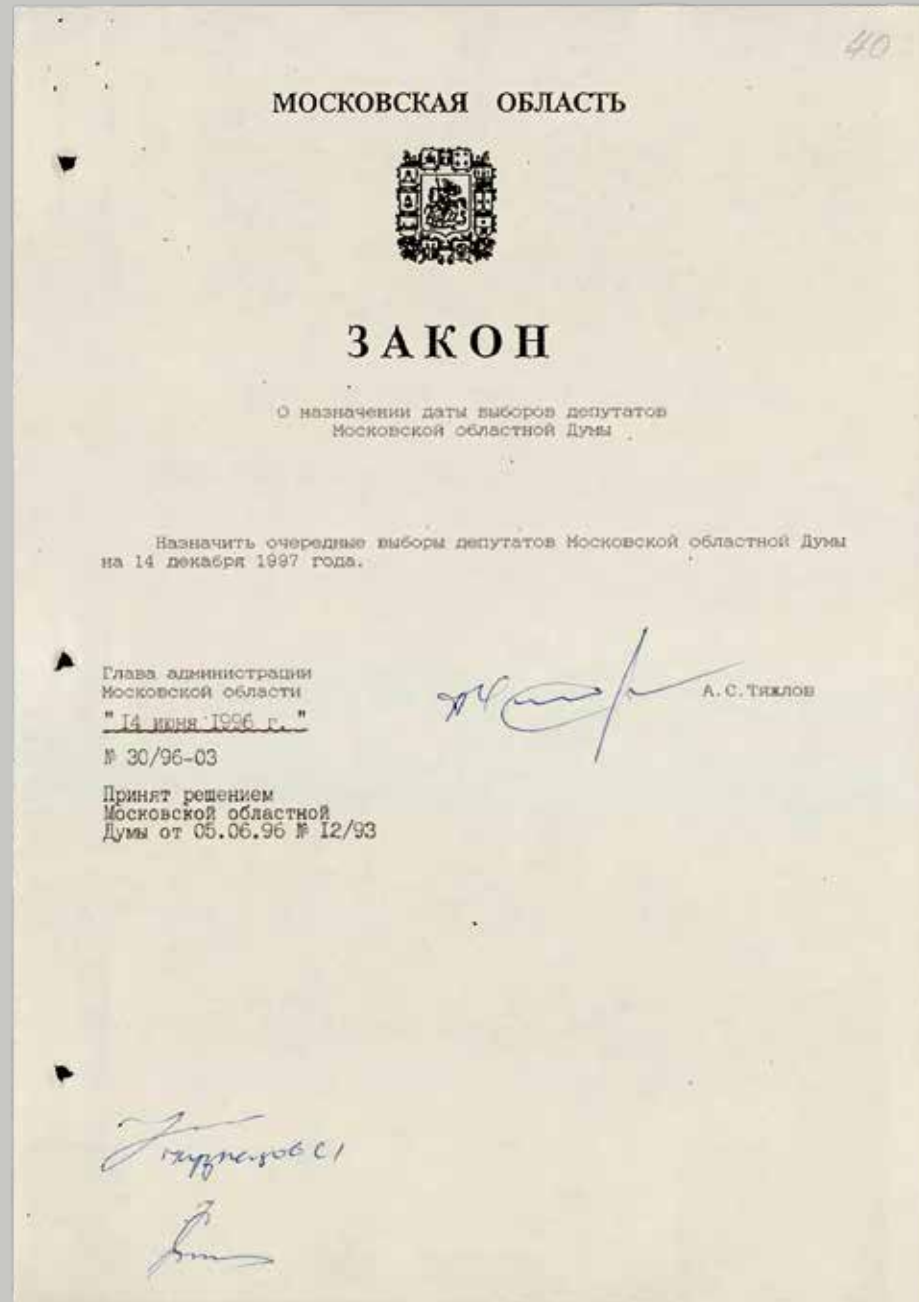 40
МОСКОВСКАЯ ОБЛАСТЬ
ЗАКОН
О назначении даты выборов депутатов
Московской областной Думы
Назначить очередные выборы депутатов Московской областной Думы
на 14 декабря 1997 года.
Глава администрации
Московской области
А.С.Тяжлов
"14 июня 1996 г."
№ 30/96-03
Принят решением
Московской областной
Думы от 05.06.96 № 12/93